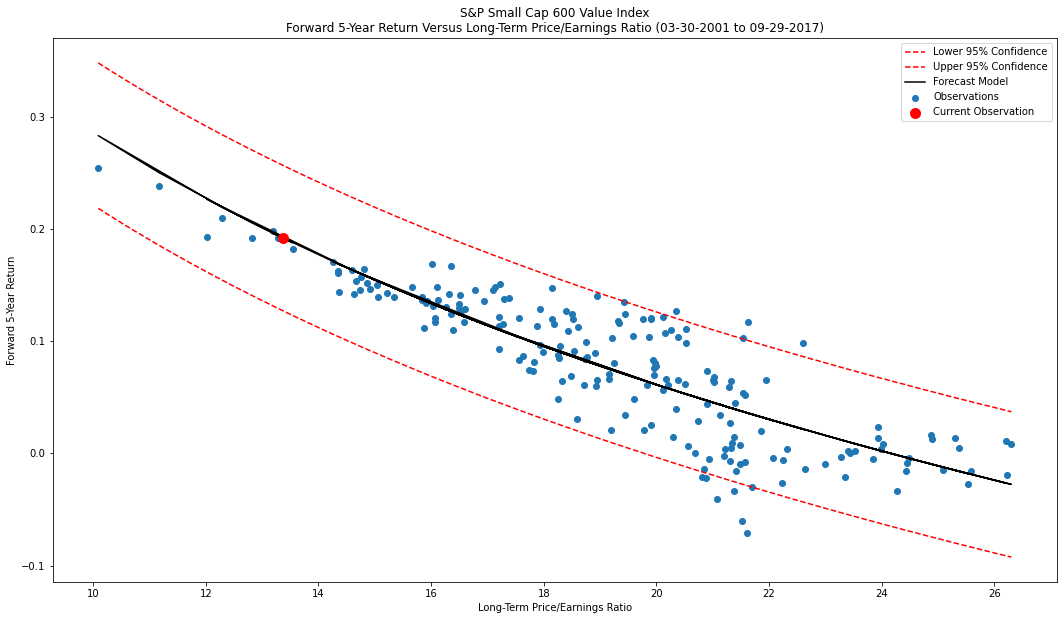 S&P Small Cap 600 Value Index
Forward 5-Year Return Versus Long-Term Price/Earnings Ratio (03-30-2001 to 09-29-2017)
Lower 95% Confidence
Upper 95% Confidence
Forecast Model
Observations
Current Observation
Forward 5-Year Return
0.3
0.2
0.1
0.0
−0.1
10 12 14 16 18 20 22 24 26
Long-Term Price/Earnings Ratio